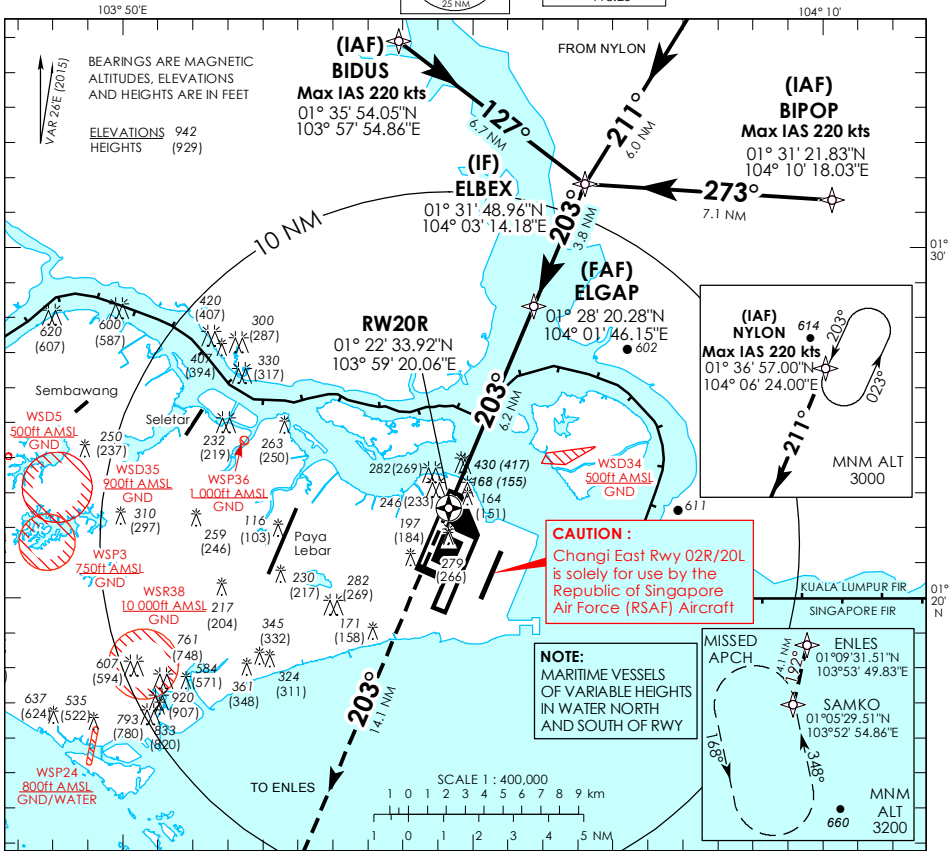 25 NM
103° 50'E
104° 10'E
VAR 26'E (2015)
BEARINGS ARE MAGNETIC
ALTITUDES, ELEVATIONS
AND HEIGHTS ARE IN FEET
ELEVATIONS 942
HEIGHTS (929)
(IAF)
BIDUS
Max IAS 220 kts
01° 35' 54.05"N
103° 57' 54.86"E
FROM NYLON
(IAF)
BIPOP
Max IAS 220 kts
01° 31' 21.83"N
104° 10' 18.03"E
127°
6.7 NM
211°
6.0 NM
(IF)
ELBEX
01° 31' 48.96"N
104° 03' 14.18"E
273°
7.1 NM
203°
3.8 NM
10 NM
01°
30'
(FAF)
ELGAP
01° 28' 20.28"N
104° 01' 46.15"E
602
RW20R
01° 22' 33.92"N
103° 59' 20.06"E
203°
6.2 NM
(IAF)
NYLON
Max IAS 220 kts
01° 36' 57.00"N
104° 06' 24.00"E
614
203°
023°
211°
MNM ALT
3000
620
(607)
600
(587)
420
(407)
407
(394)
300
(287)
330
(317)
Sembawang
Seletar
WSD5
500ft AMSL
GND
250
(237)
232
(219)
263
(250)
WSD35
900ft AMSL
GND
WSP36
1 000ft AMSL
GND
282(269)
430 (417)
168 (155)
246(233)
164
(151)
WSD34
500ft AMSL
GND
611
310
(297)
259
(246)
116
(103)
Paya
Lebar
197
(184)
279
(266)
WSP3
750ft AMSL
GND
CAUTION :
Changi East Rwy 02R/20L
is solely for use by the
Republic of Singapore
Air Force (RSAF) Aircraft
230
(217)
282
(269)
WSR38
10 000ft AMSL
GND
217
(204)
171
(158)
KUALA LUMPUR FIR
SINGAPORE FIR
01°
20'
N
345
(332)
761
(748)
607
(594)
584
(571)
361
(348)
324
(311)
920
(907)
637
(624)
535
(522)
793
(780)
833
(820)
WSP24
800ft AMSL
GND/WATER
203°
14.1 NM
TO ENLES
NOTE:
MARITIME VESSELS
OF VARIABLE HEIGHTS
IN WATER NORTH
AND SOUTH OF RWY
MISSED
APCH
ENLES
01°09'31.51"N
103°53' 49.83"E
4.1 NM
192°
SAMKO
01°05'29.51"N
103°52' 54.86"E
168°
348°
MNM
ALT
3200
660
SCALE 1 : 400,000
1 0 1 2 3 4 5 6 7 8 9 km
1 0 1 2 3 4 5 NM